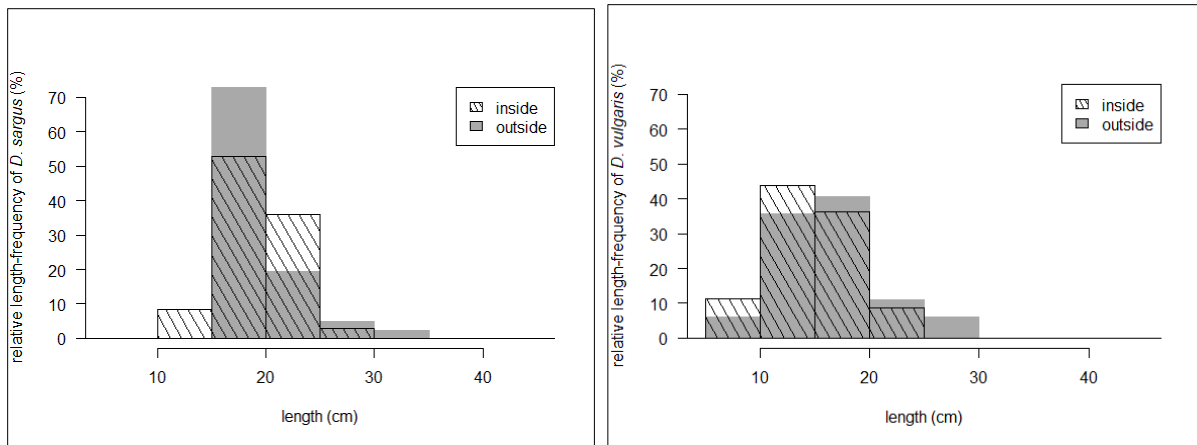 relative length-frequency of D. sargus (%)
70
60
50
40
30
20
10
0
inside
outside
10 20 30 40
length (cm)
relative length-frequency of D. vulgaris (%)
70
60
50
40
30
20
10
0
inside
outside
10 20 30 40
length (cm)